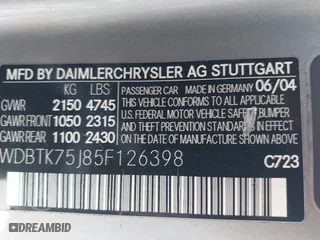 MFD BY DAIMLERCHRYSLER AG STUTTGART
KG LBS
GVWR 2150 4745
GAWR FRONT 1050 2315
GAWR RTR 1100 2430
PASSENGER CAR MADE IN GERMANY 06/04
THIS VEHICLE CONFORMS TO ALL APPLICABLE
U.S. FEDERAL MOTOR VEHICLE SAFETY, BUMPER
AND THEFT PREVENTION STANDARDS
IN EFFECT ON THE DATE OF
MANUFACTURE SHOWN ABOVE
WDBTK75J85F126398
C723